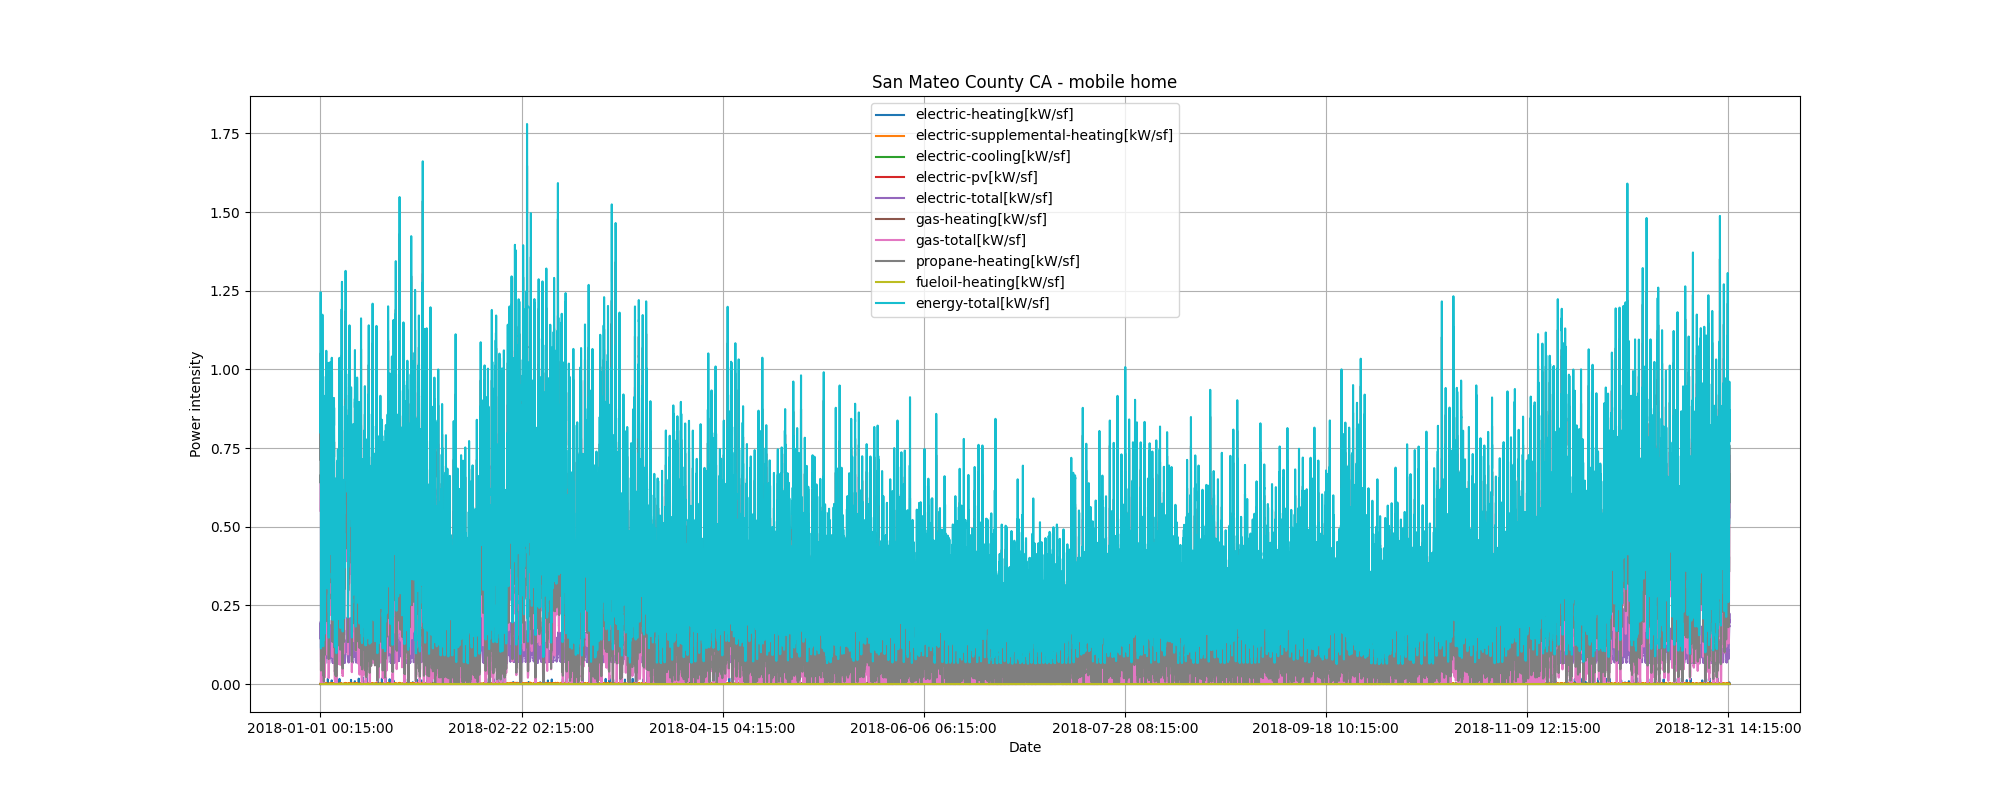 San Mateo County CA - mobile home
electric-heating[kW/sf]
electric-supplemental-heating[kW/sf]
electric-cooling[kW/sf]
electric-pv[kW/sf]
electric-total[kW/sf]
gas-heating[kW/sf]
gas-total[kW/sf]
propane-heating[kW/sf]
fueloil-heating[kW/sf]
energy-total[kW/sf]
Power intensity
1.75
1.50
1.25
1.00
0.75
0.50
0.25
0.00
2018-01-01 00:15:00 2018-02-22 02:15:00 2018-04-15 04:15:00 2018-06-06 06:15:00 2018-07-28 08:15:00 2018-09-18 10:15:00 2018-11-09 12:15:00 2018-12-31 14:15:00
Date